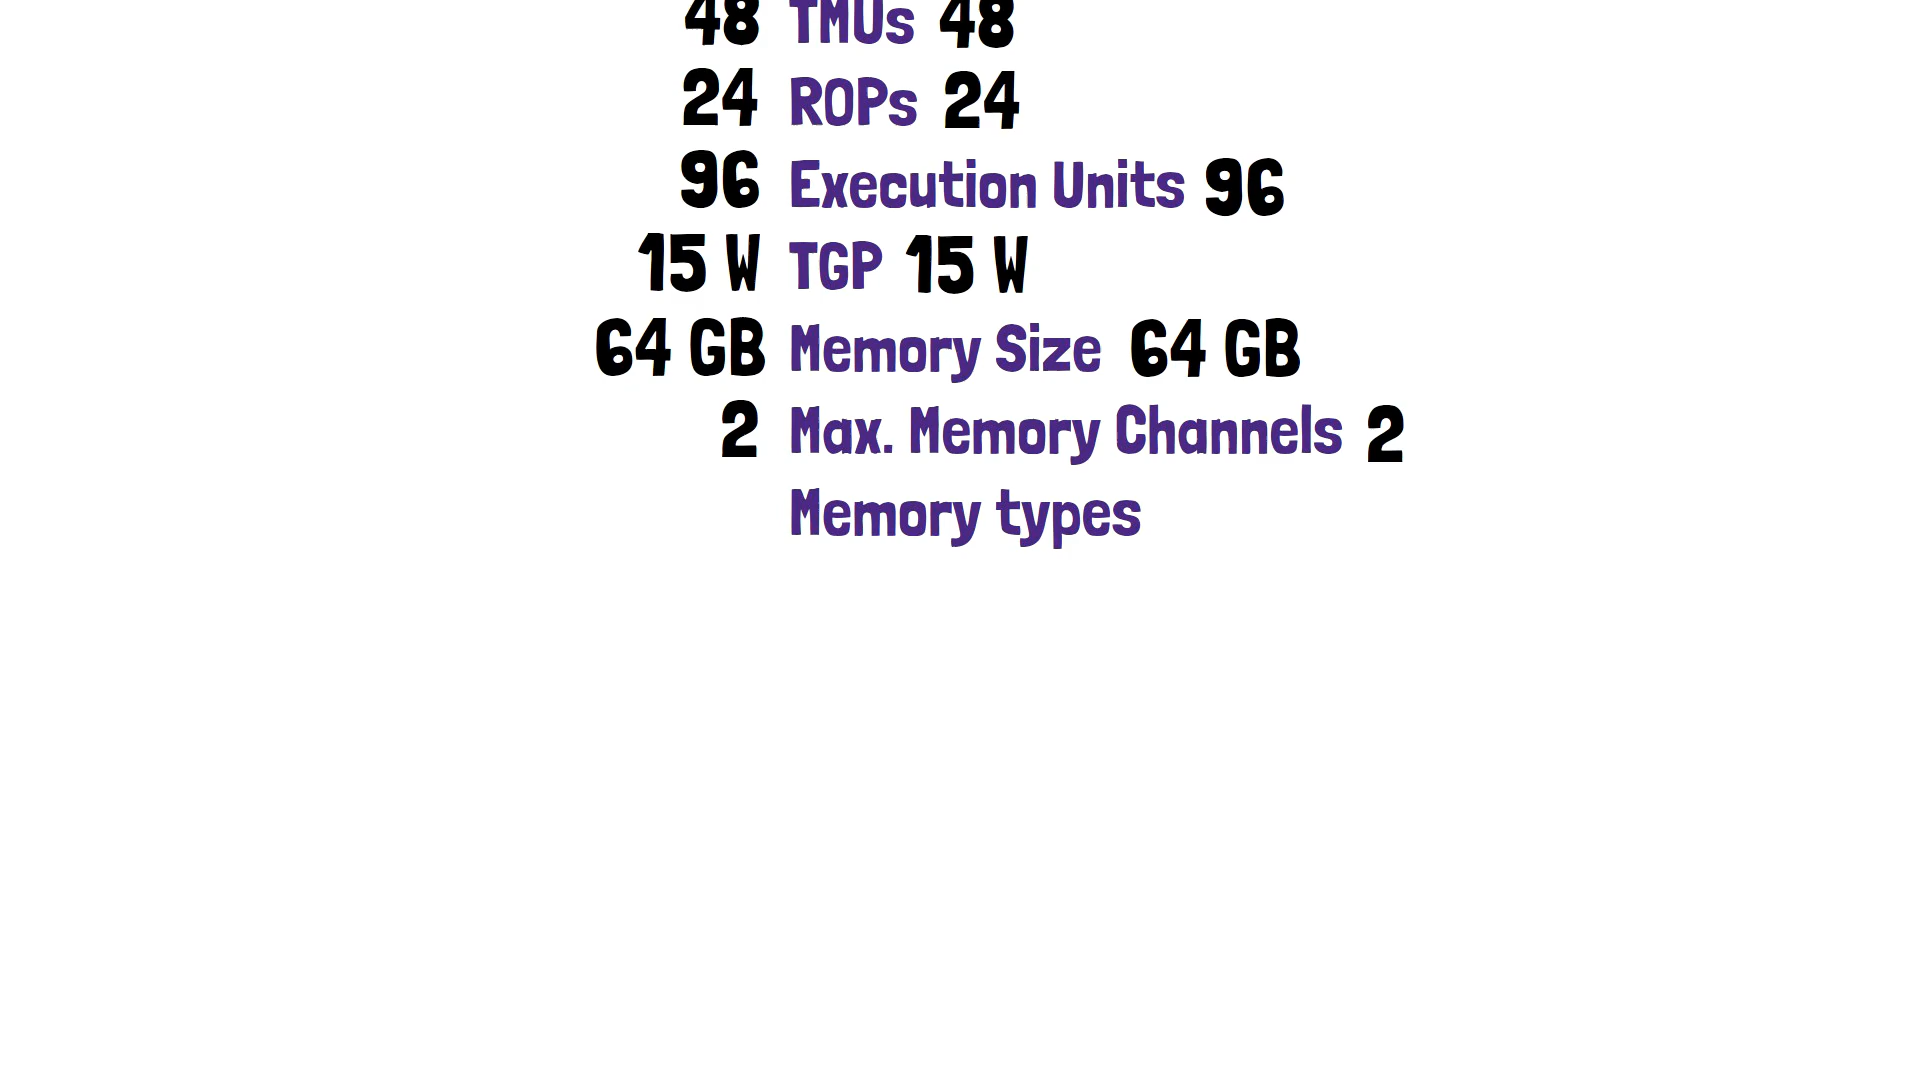 48 TMUs 48
24 ROPs 24
96 Execution Units 96
15 W TGP 15 W
64 GB Memory Size 64 GB
2 Max. Memory Channels 2
Memory types